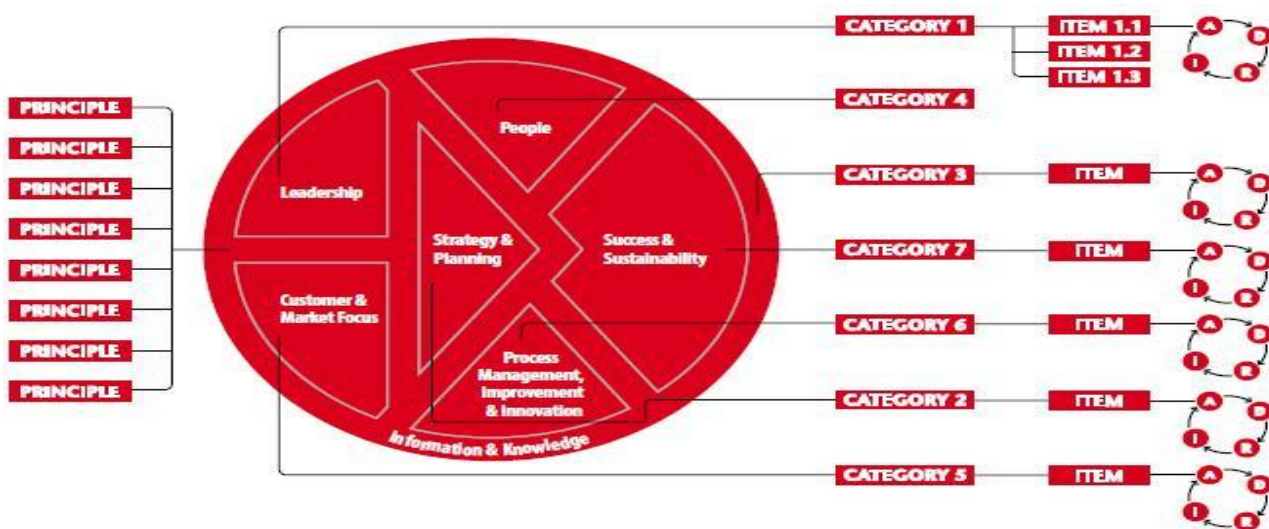 PRINCIPLE
PRINCIPLE
PRINCIPLE
PRINCIPLE
PRINCIPLE
PRINCIPLE
PRINCIPLE
PRINCIPLE
Leadership
People
Strategy &
Planning
Success &
Sustainability
Customer &
Market Focus
Process
Management,
Improvement
& Innovation
Information & Knowledge
CATEGORY 1
ITEM 1.1
ITEM 1.2
ITEM 1.3
A
D
R
I
CATEGORY 4
CATEGORY 3
ITEM
A
D
R
I
CATEGORY 7
ITEM
A
D
R
I
CATEGORY 6
ITEM
A
D
R
I
CATEGORY 2
ITEM
A
D
R
I
CATEGORY 5
ITEM
A
D
R
I